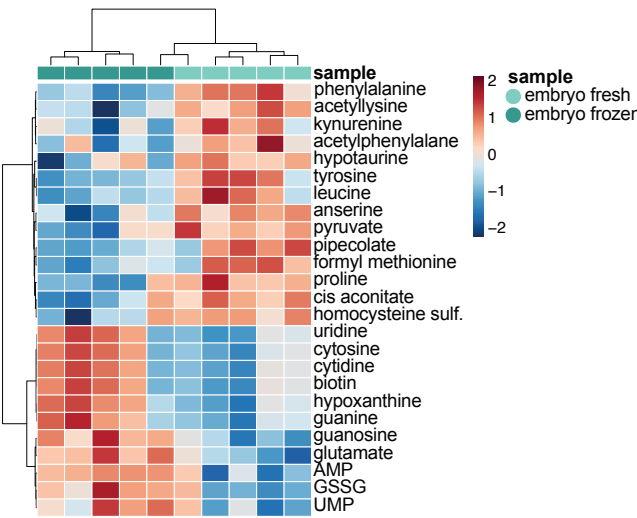 sample
phenylalanine
acetyllysine
kynurenine
acetylphenylalane
hypotaurine
tyrosine
leucine
anserine
pyruvate
pipecolate
formyl methionine
proline
cis aconitate
homocysteine sulf.
uridine
cytosine
cytidine
biotin
hypoxanthine
guanine
guanosine
glutamate
AMP
GSSG
UMP
2
1
0
−1
−2
sample
embryo fresh
embryo frozer